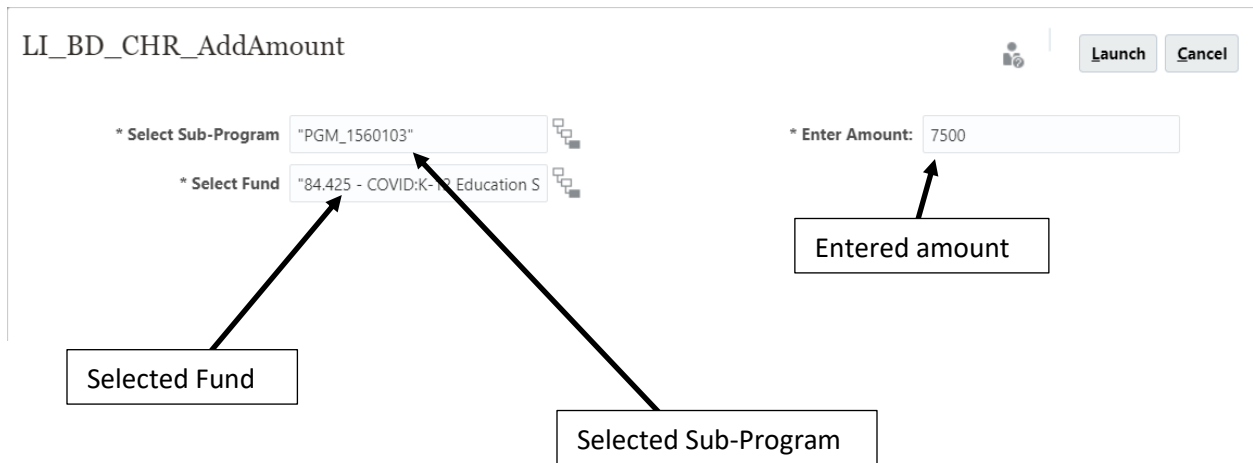 LI_BD_CHR_AddAmount
Launch Cancel
* Select Sub-Program "PGM_1560103"
* Enter Amount: 7500
* Select Fund "84.425 - COVID:K-12 Education S
Entered amount
Selected Fund
Selected Sub-Program